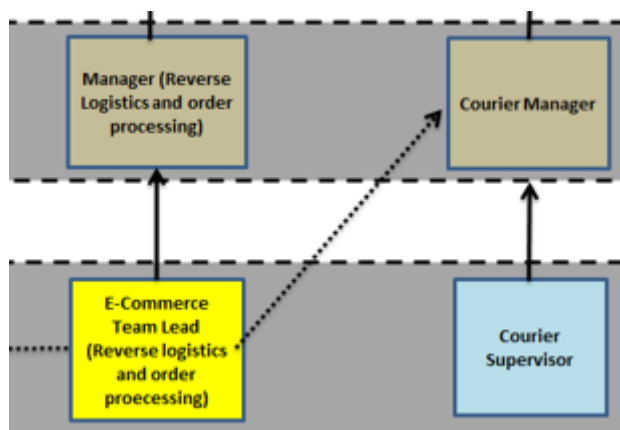 Manager (Reverse
Logistics and order
processing)
Courier Manager
E-Commerce
Team Lead
(Reverse logistics
and order
proecessing)
Courier
Supervisor